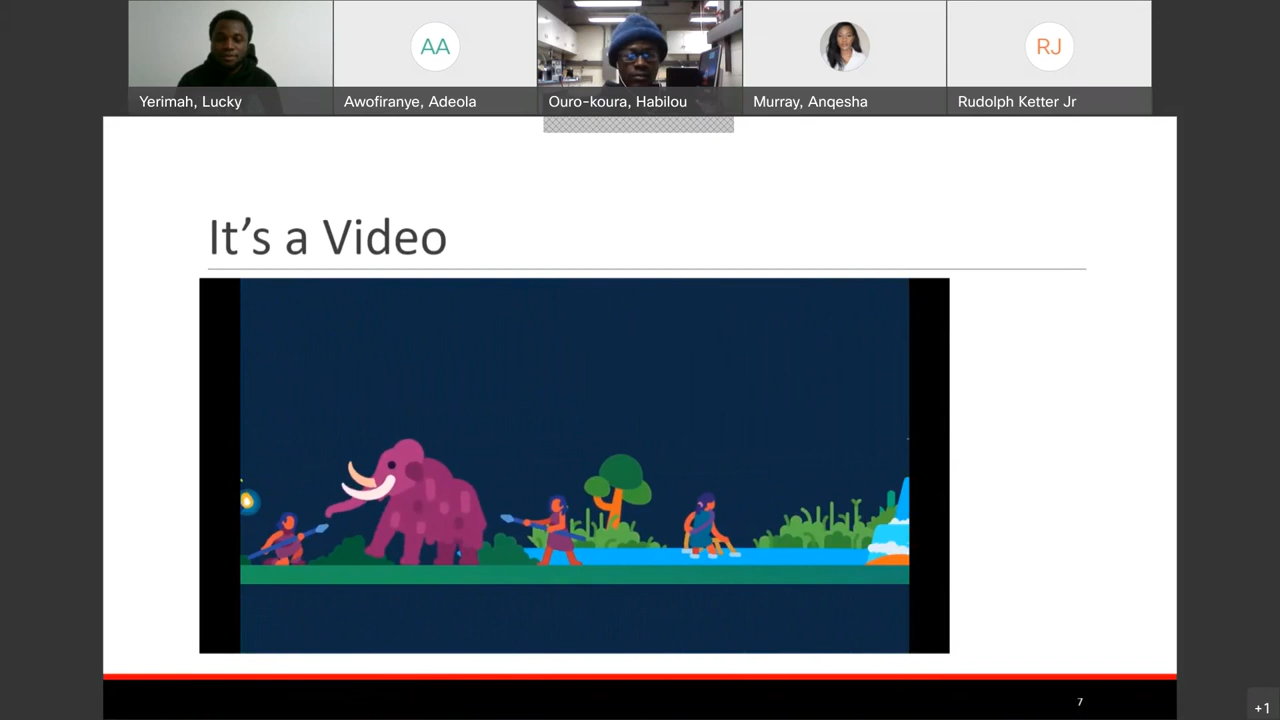 Yerimah, Lucky
AA
Awofiranye, Adeola
Ouro-koura, Habilou
Murray, Anqesha
RJ
Rudolph Ketter Jr
It’s a Video
7
+1